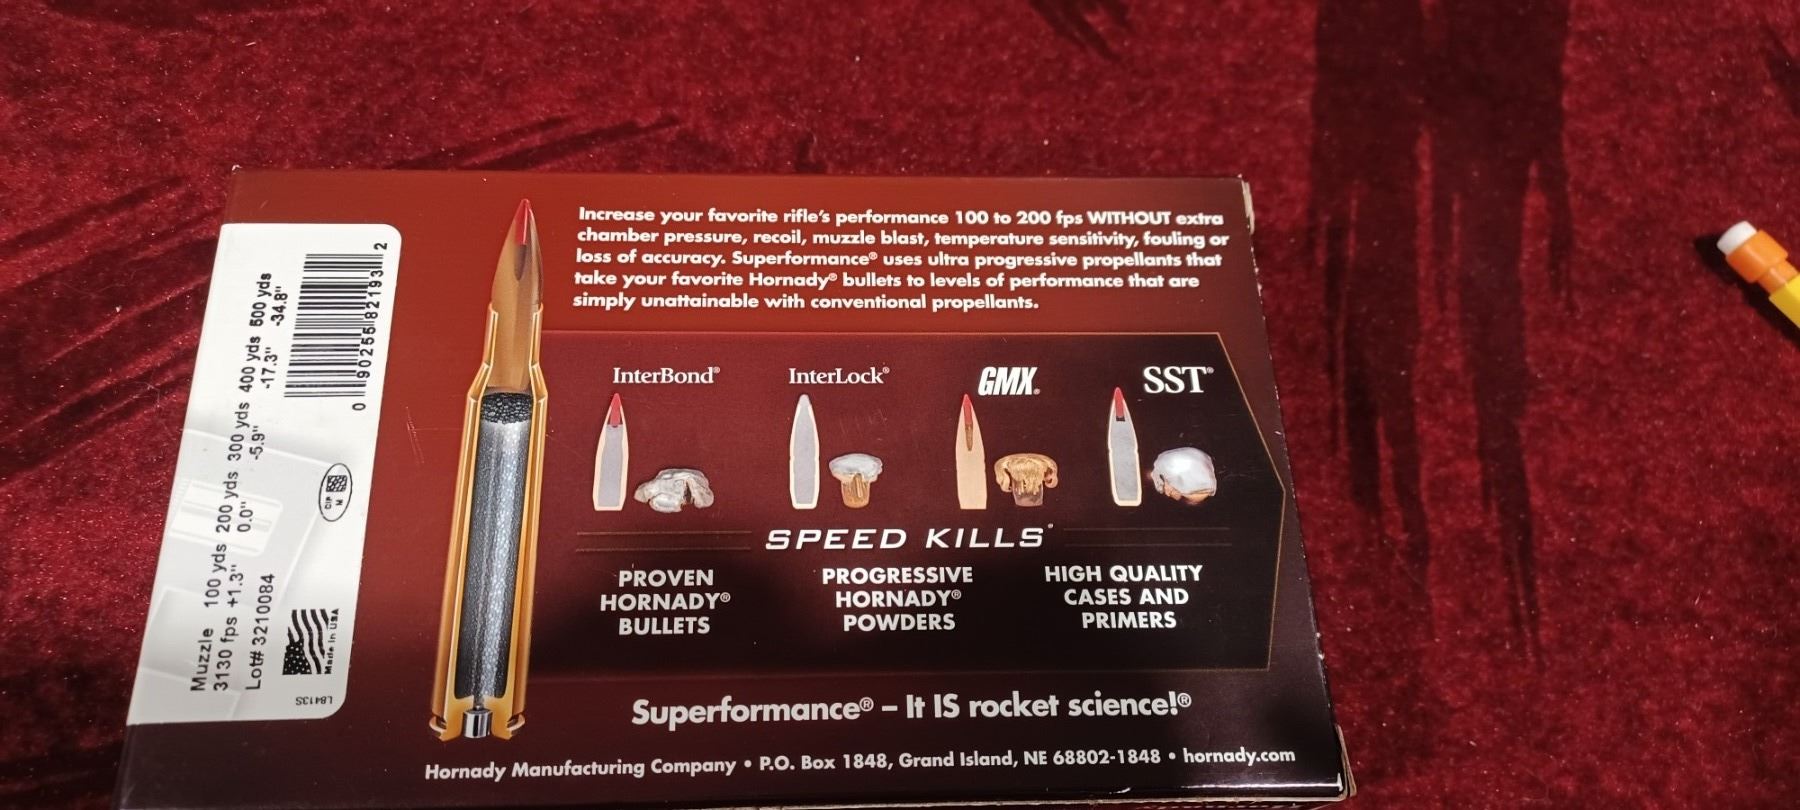 Increase your favorite rifle's performance 100 to 200 fps WITHOUT extra
chamber pressure, recoil, muzzle blast, temperature sensitivity, fouling or
loss of accuracy. Superformance® uses ultra progressive propellants that
take your favorite Hornady® bullets to levels of performance that are
simply unattainable with conventional propellants.
InterBond® InterLock® GMX® SST®
SPEED KILLS®
PROVEN
HORNADY®
BULLETS
PROGRESSIVE
HORNADY®
POWDERS
HIGH QUALITY
CASES AND
PRIMERS
Superformance® – It IS rocket science!®
Hornady Manufacturing Company • P.O. Box 1848, Grand Island, NE 68802-1848 • hornady.com
Muzzle 100 yds 200 yds 300 yds 400 yds 500 yds
3130 fps +1.3" 0.0" -5.9" -17.3" -34.8"
Lot# 3210084
CIP
M
Made in USA
0 90255 82193 2
L8413S